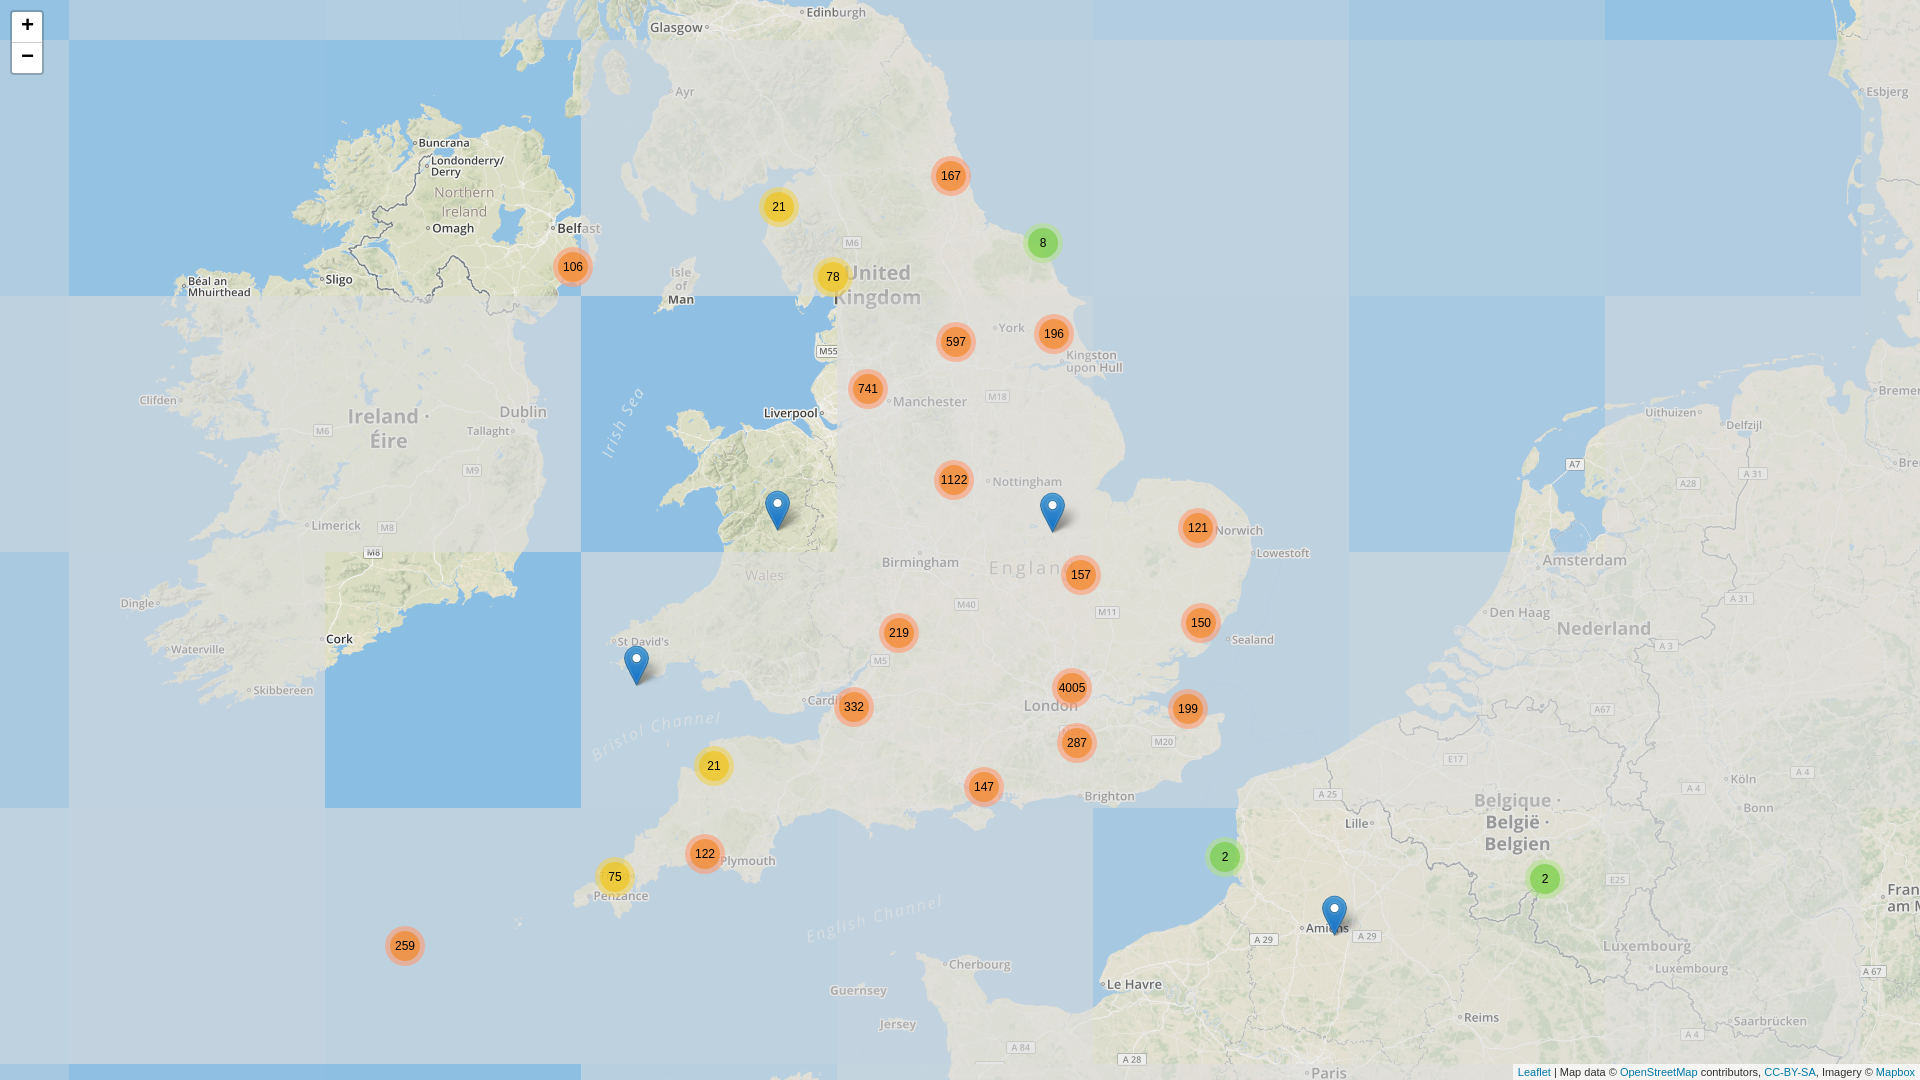 +
−
Glasgow
Edinburgh
Ayr
Esbjerg
Buncrana
Londonderry/
Derry
167
Northern
Ireland
21
Omagh
Belfast
M6
8
106
Sligo
Isle
of
Man
78
United
Kingdom
Béal an
Mhuirthead
York
196
597
M55
Kingston
upon Hull
741
Manchester
M18
Clifden
Ireland ·
Éire
Dublin
Tallaght
M6
Liverpool
Irish Sea
Uithuizen
Delfzijl
M9
A7
A 31
A28
1122
Nottingham
Limerick
M8
121
Norwich
M8
Lowestoft
Birmingham
Amsterdam
Wales
157
Dingle
M40
M11
A 31
Den Haag
Nederland
150
219
Cork
St David's
Sealand
Waterville
M5
A 3
Skibbereen
4005
London
332
199
A67
Bristol Channel
287
M20
E17
21
147
Brighton
A 25
Köln
A 4
A 4
Bonn
Belgique ·
België ·
Belgien
Lille
122
Plymouth
2
75
Penzance
2
E25
English Channel
Amiens
A 29
A 29
259
Luxembourg
Luxembourg
A 67
Cherbourg
Le Havre
Guernsey
Jersey
Reims
Saarbrücken
A 84
A 28
A 4
Paris
Leaflet | Map data © OpenStreetMap contributors, CC-BY-SA, Imagery © Mapbox